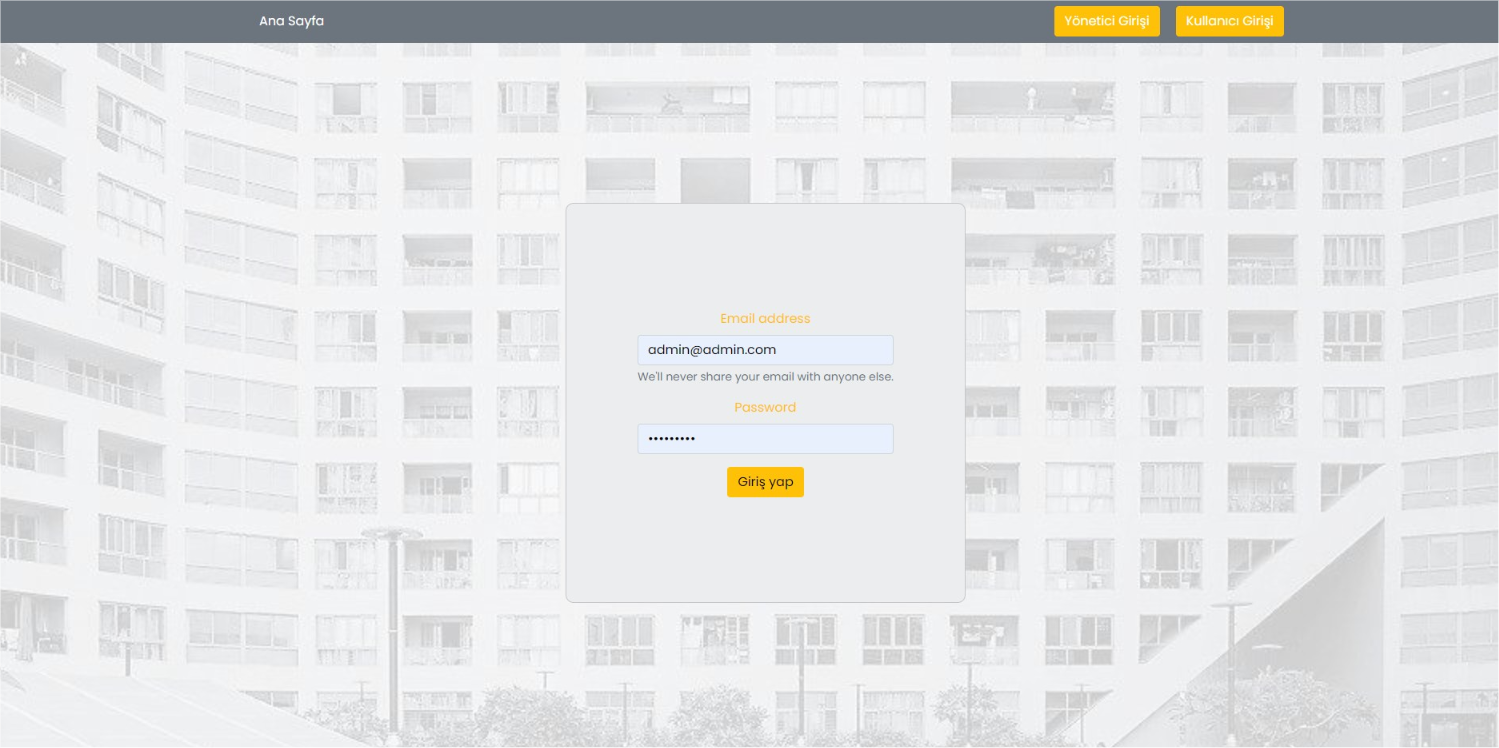 Ana Sayfa
Yönetici Girişi
Kullanıcı Girişi
Email address
admin@admin.com
We'll never share your email with anyone else.
Password
•••••••••
Giriş yap